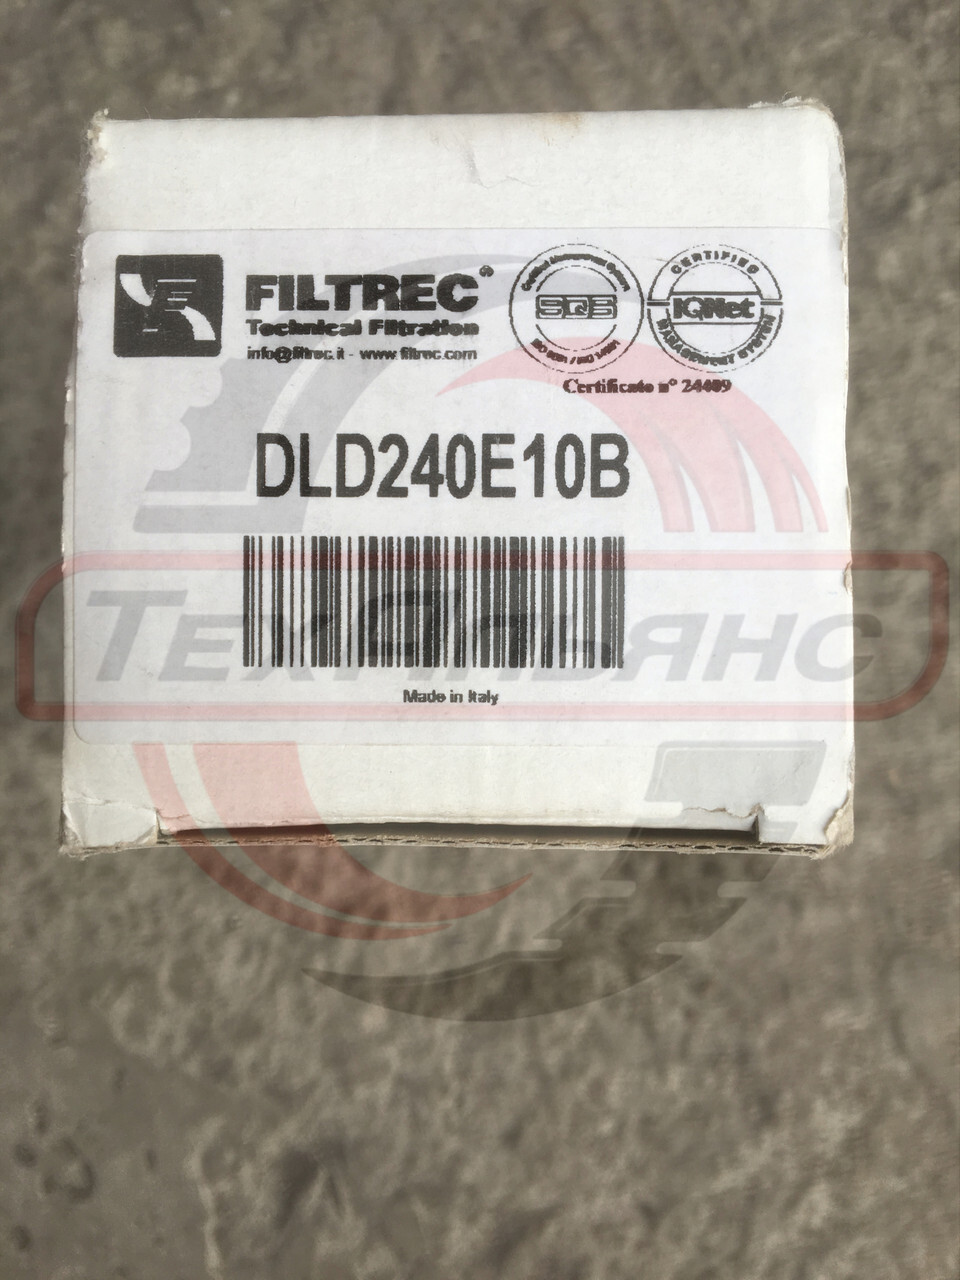 FILTREC®
Technical Filtration
info@filtrec.it - www.filtrec.com
SQS
CERTIFIED
IQNet
MANAGEMENT SYSTEM
Certificato n° 24409
DLD240E10B
ТЕХАЛЬЯНС
Made in Italy